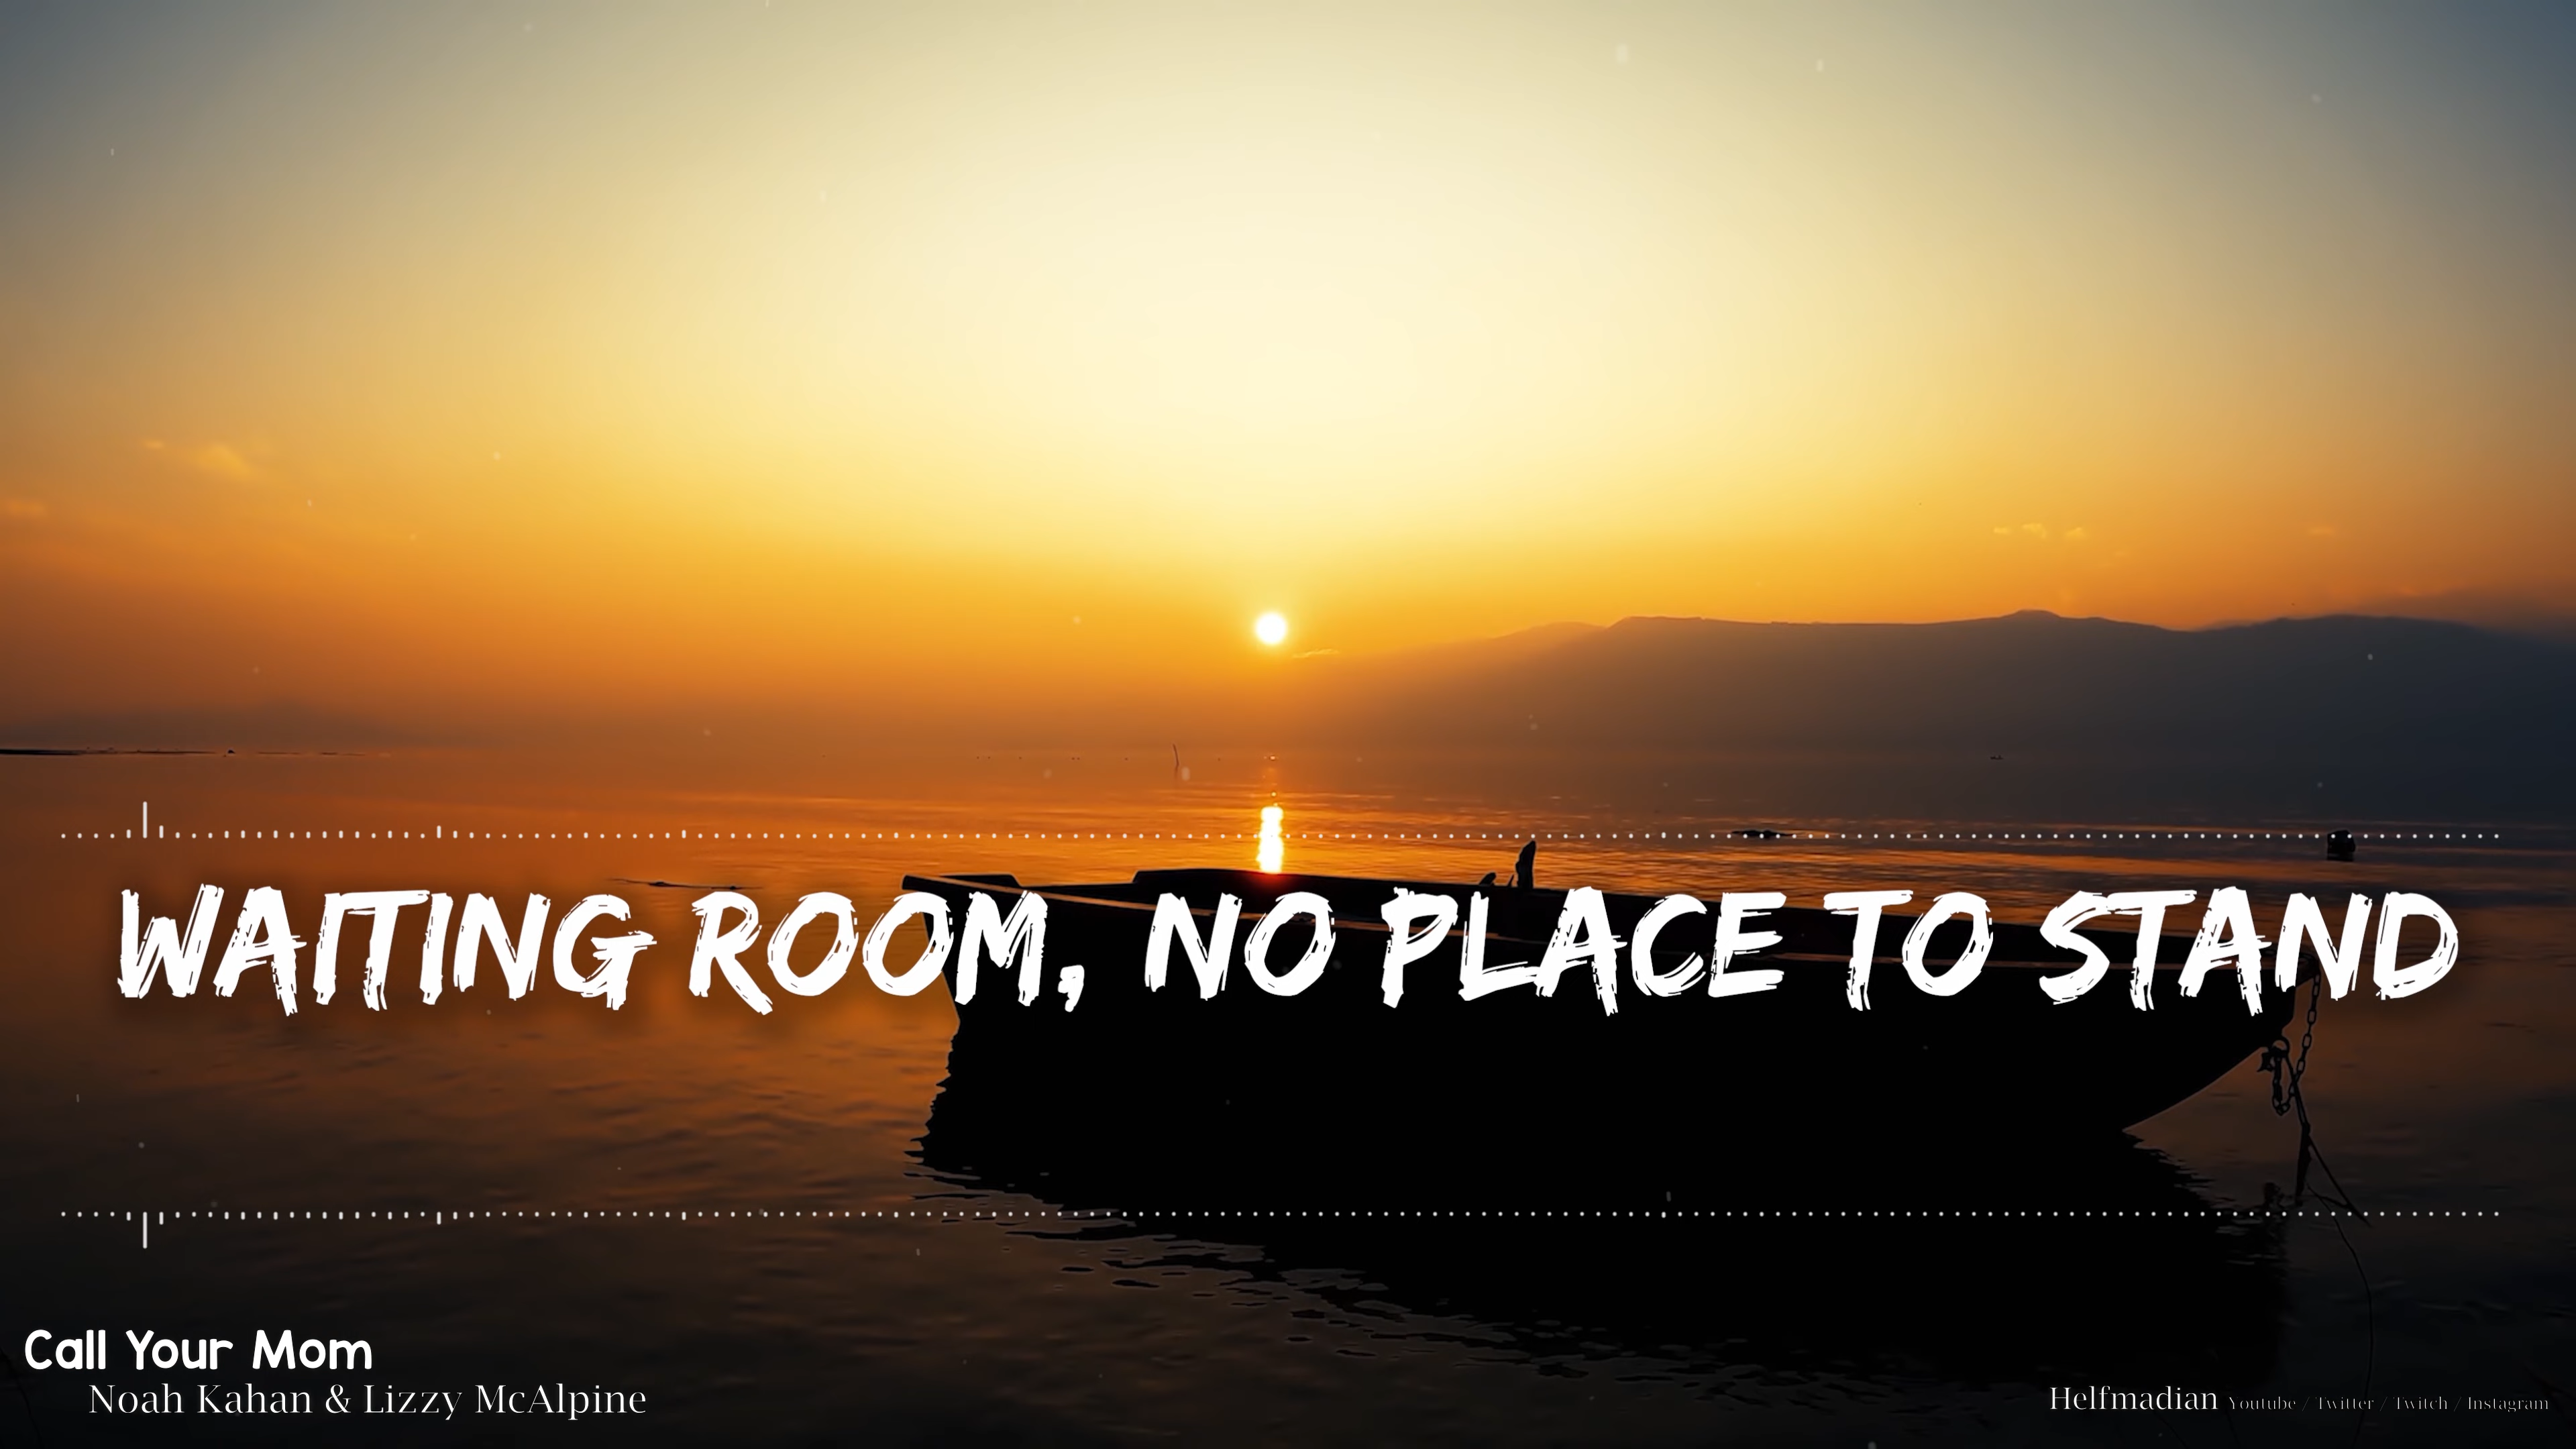 WAITING ROOM, NO PLACE TO STAND
Call Your Mom
Noah Kahan & Lizzy McAlpine
Helfmadian Youtube / Twitter / Twitch / Instagram